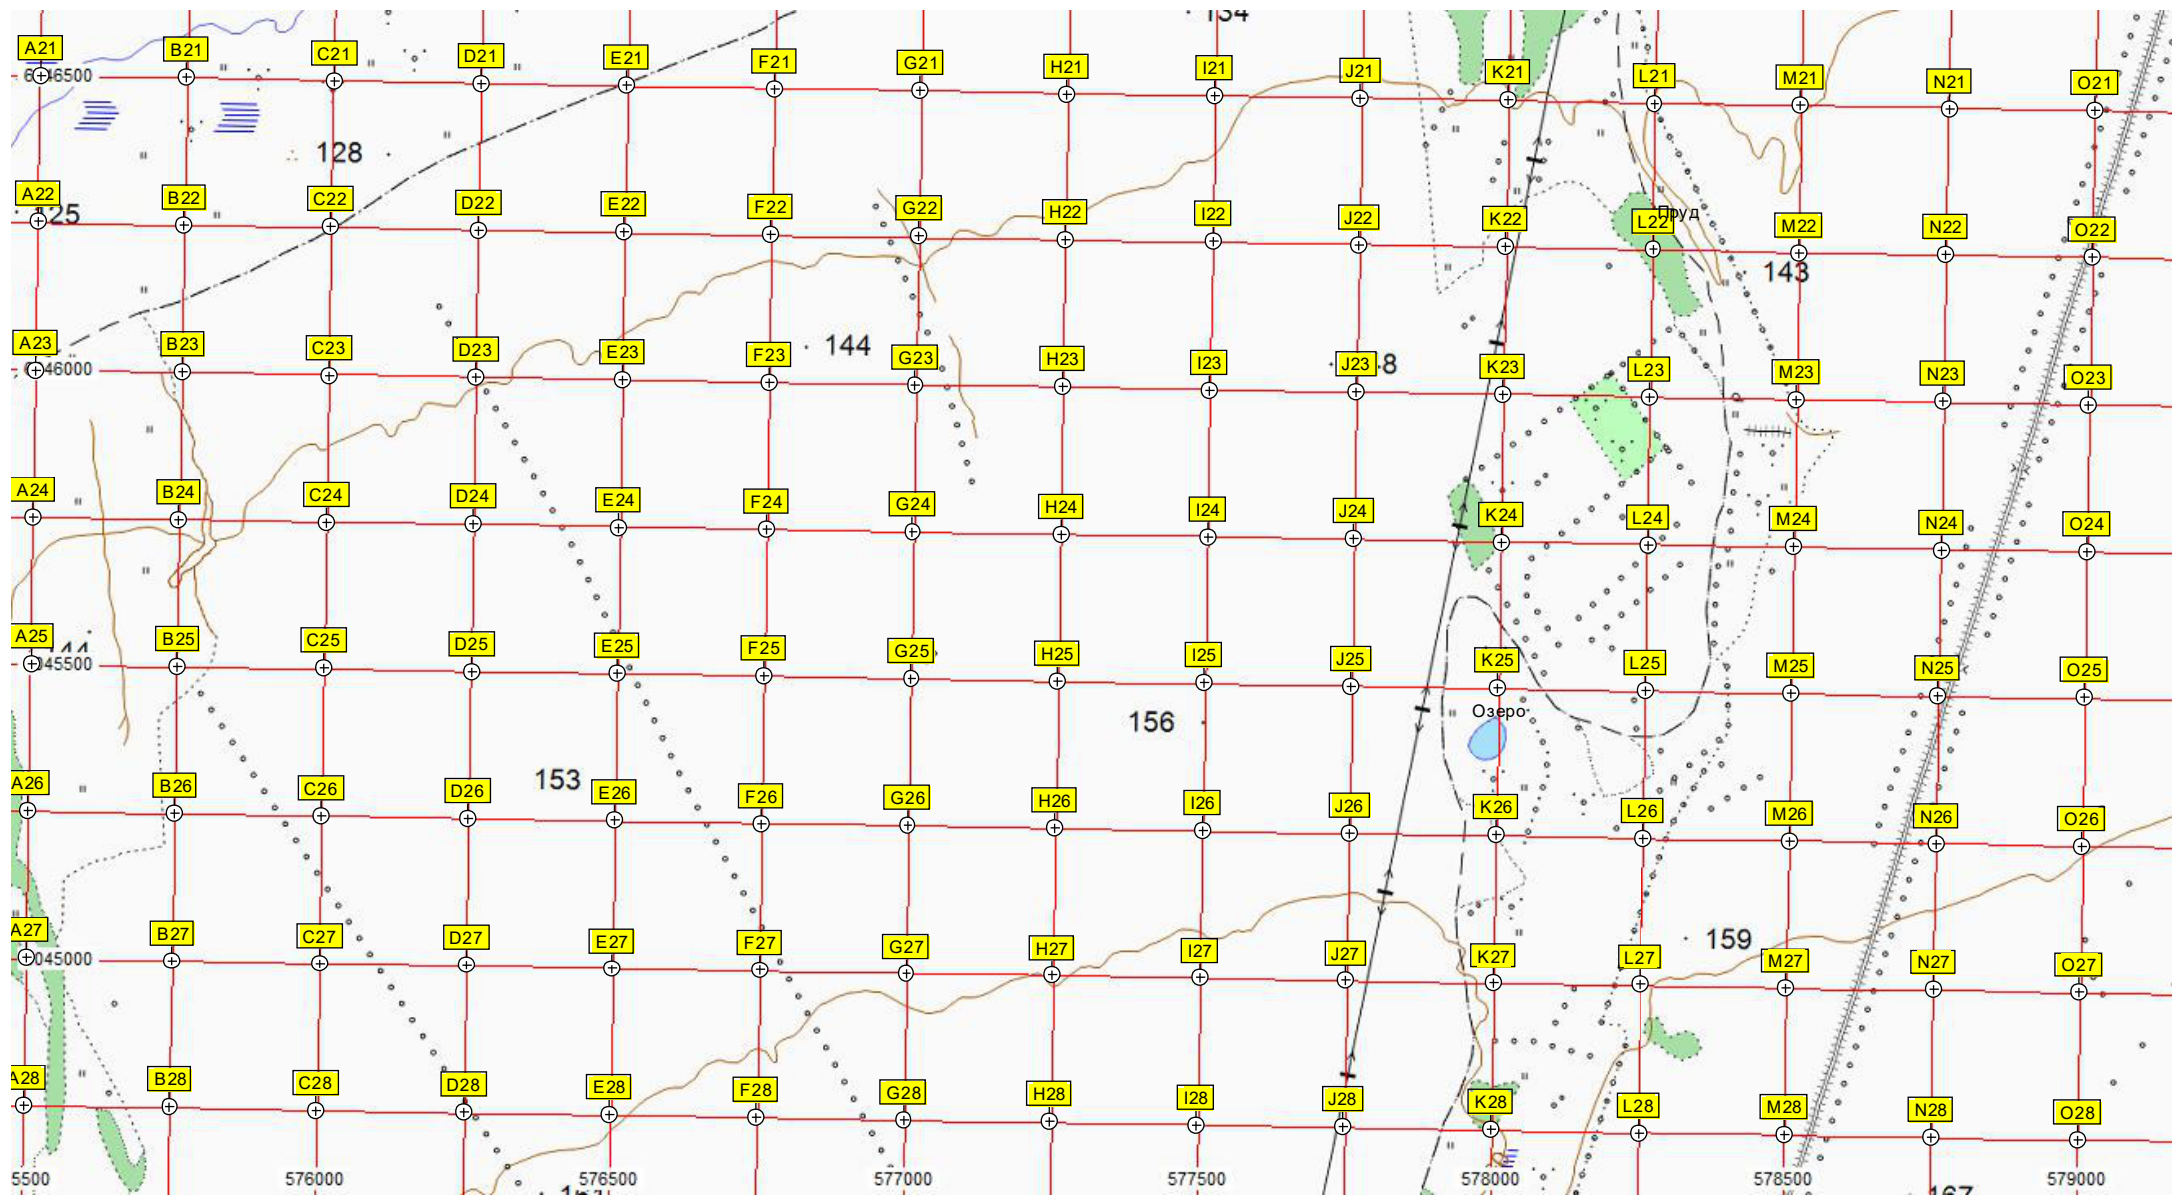 134
A21 B21 C21 D21 E21 F21 G21 H21 I21 J21 K21 L21 M21 N21 O21
6500
128
A22 B22 C22 D22 E22 F22 G22 H22 I22 J22 K22 L22 M22 N22 O22
Пруд
25
143
A23 B23 C23 D23 E23 F23 G23 H23 I23 J23 K23 L23 M23 N23 O23
144
8
046000
A24 B24 C24 D24 E24 F24 G24 H24 I24 J24 K24 L24 M24 N24 O24
A25 B25 C25 D25 E25 F25 G25 H25 I25 J25 K25 L25 M25 N25 O25
045500
Озеро
156
153
A26 B26 C26 D26 E26 F26 G26 H26 I26 J26 K26 L26 M26 N26 O26
A27 B27 C27 D27 E27 F27 G27 H27 I27 J27 K27 L27 M27 N27 O27
159
045000
A28 B28 C28 D28 E28 F28 G28 H28 I28 J28 K28 L28 M28 N28 O28
5500 576000 576500 577000 577500 578000 578500 579000
167